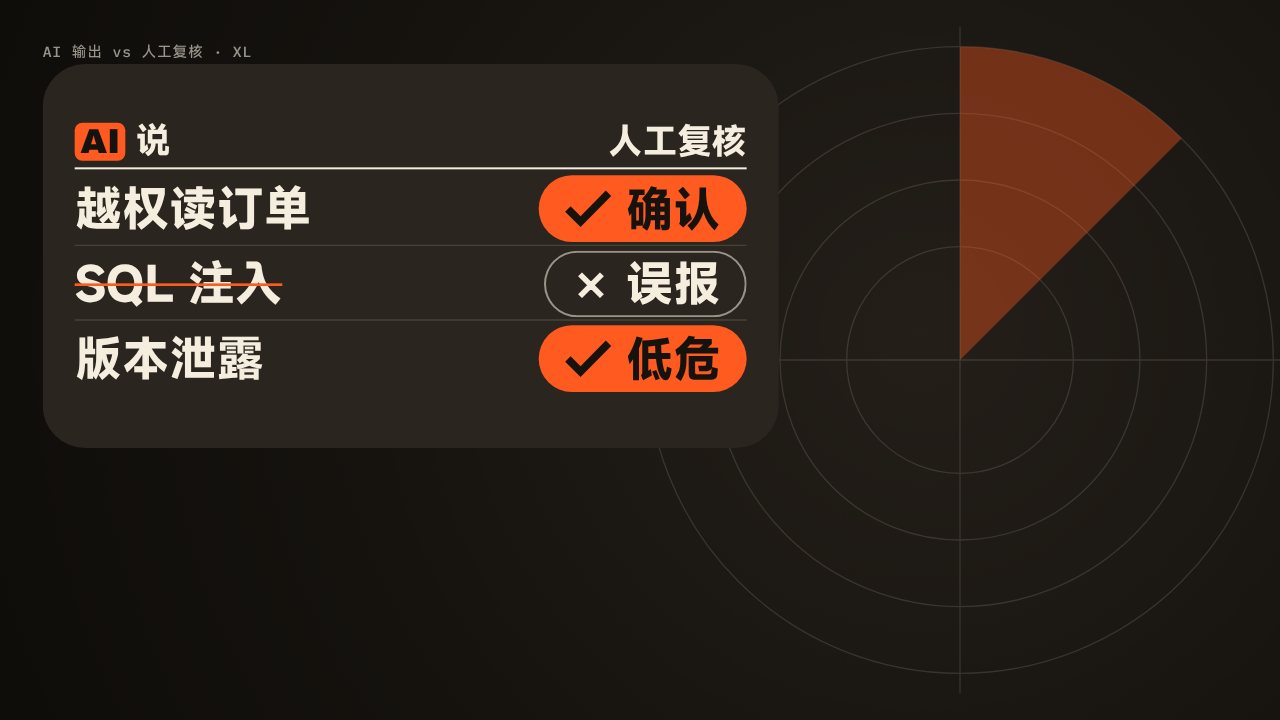 AI 输出 vs 人工复核 · XL
AI 说 人工复核
越权读订单 ✓ 确认
SQL 注入 × 误报
版本泄露 ✓ 低危